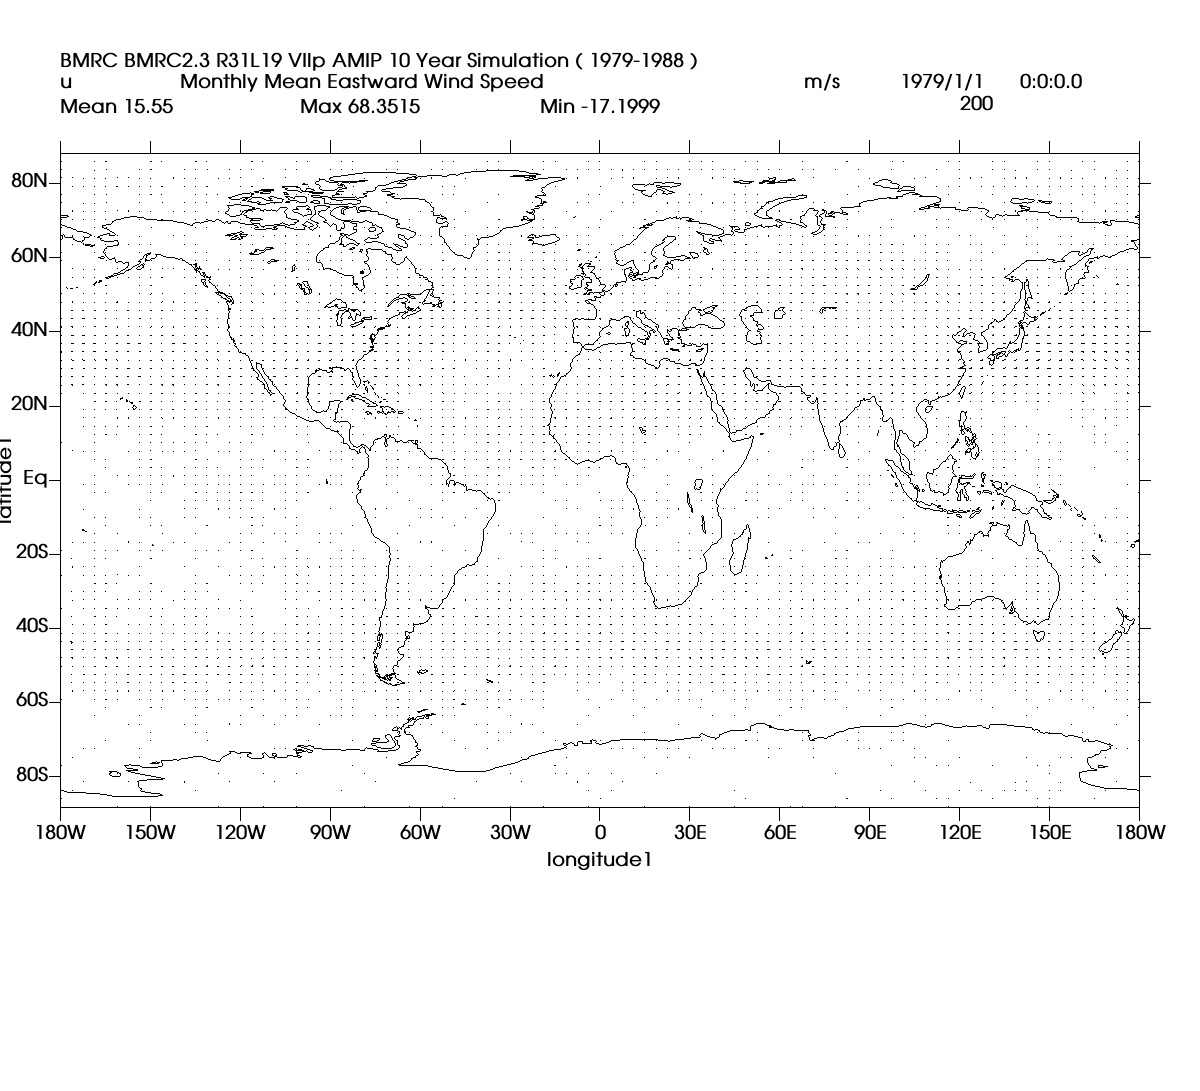 BMRC BMRC2.3 R31L19 VIIp AMIP 10 Year Simulation ( 1979-1988 )
u Monthly Mean Eastward Wind Speed m/s 1979/1/1 0:0:0.0
Mean 15.55 Max 68.3515 Min -17.1999 200
80N
60N
40N
20N
Eq
20S
40S
60S
80S
latitude1
180W 150W 120W 90W 60W 30W 0 30E 60E 90E 120E 150E 180W
longitude1